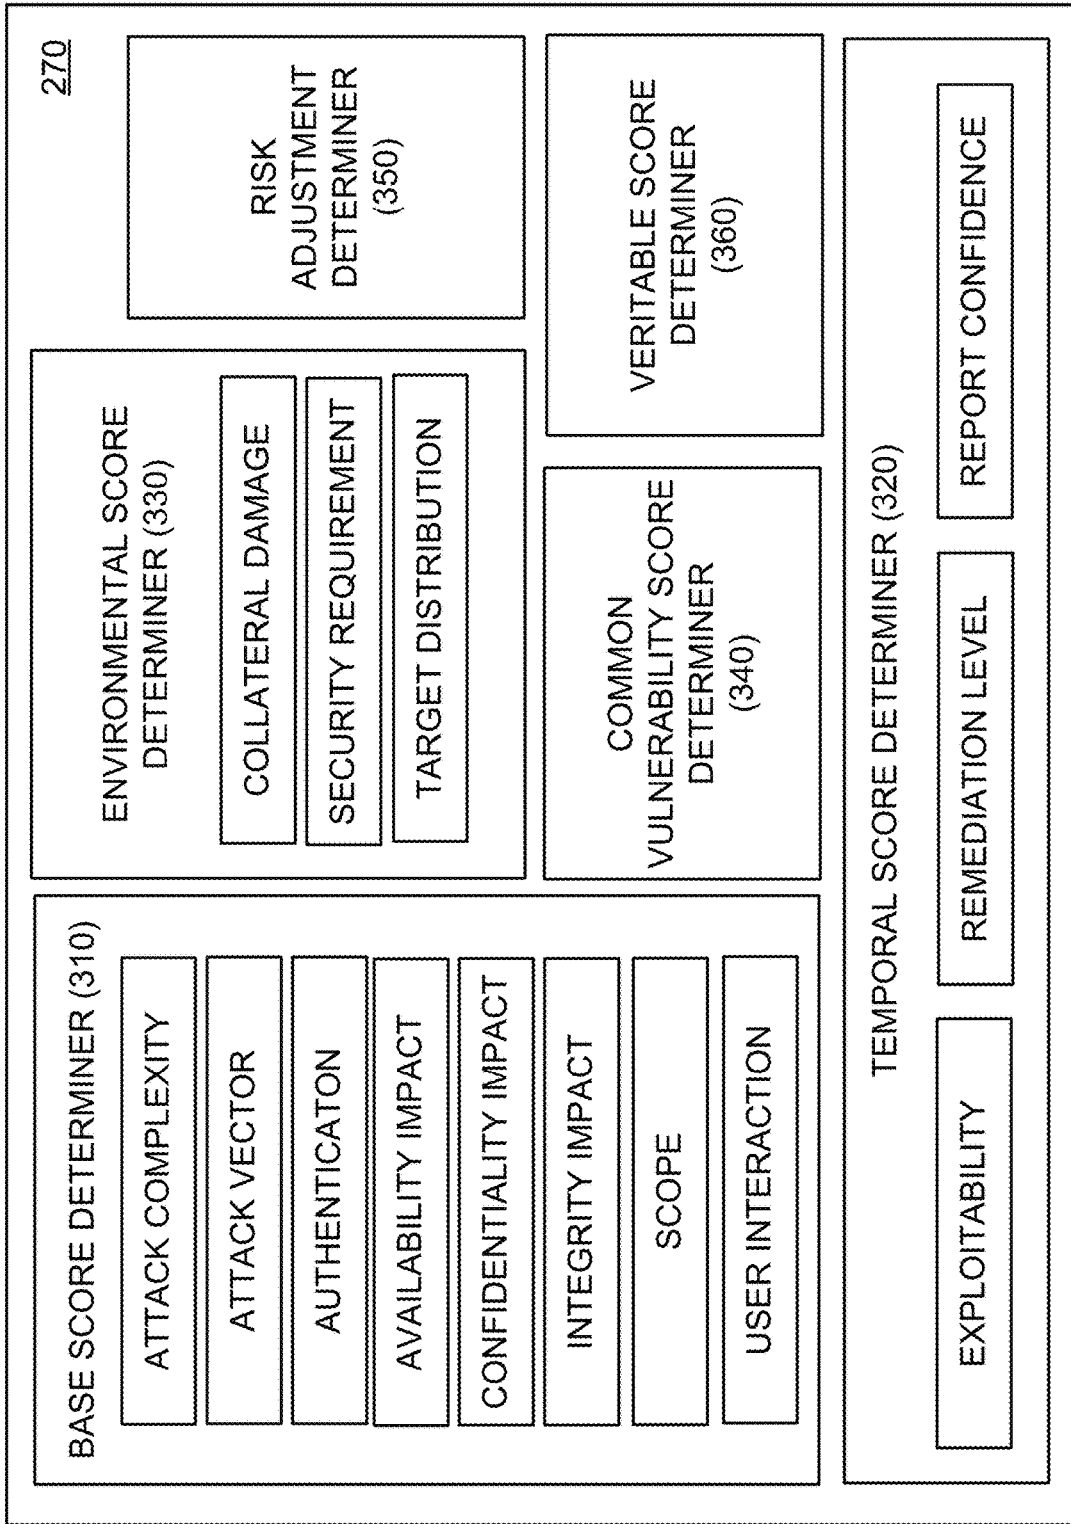 270
BASE SCORE DETERMINER (310)
ATTACK COMPLEXITY
ATTACK VECTOR
AUTHENTICATON
AVAILABILITY IMPACT
CONFIDENTIALITY IMPACT
INTEGRITY IMPACT
SCOPE
USER INTERACTION
ENVIRONMENTAL SCORE
DETERMINER (330)
COLLATERAL DAMAGE
SECURITY REQUIREMENT
TARGET DISTRIBUTION
RISK
ADJUSTMENT
DETERMINER
(350)
COMMON
VULNERABILITY SCORE
DETERMINER
(340)
VERITABLE SCORE
DETERMINER
(360)
TEMPORAL SCORE DETERMINER (320)
EXPLOITABILITY
REMEDIATION LEVEL
REPORT CONFIDENCE